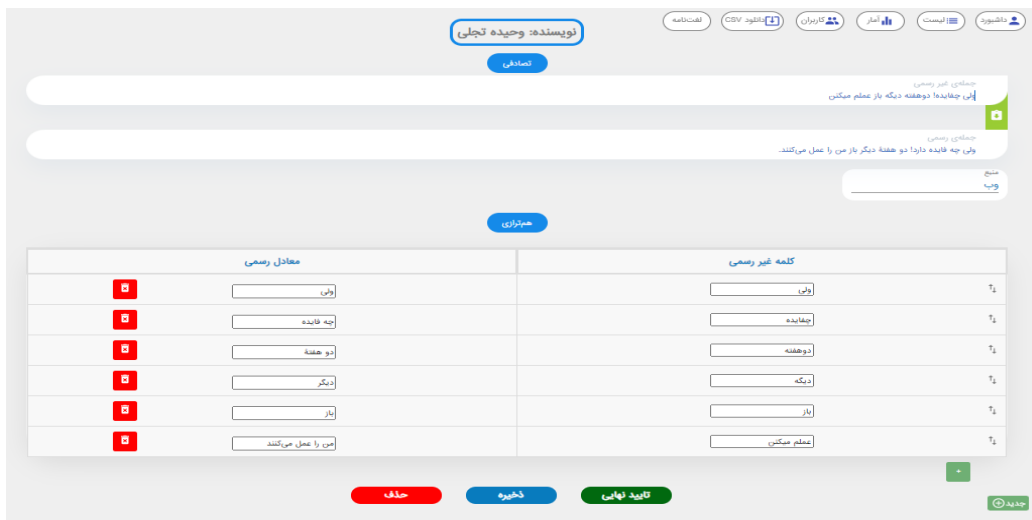 داشبورد
لیست
آمار
کاربران
دانلود CSV
لغت‌نامه
نویسنده: وحیده تجلی
تصادفی
جمله‌ی غیر رسمی
ولی چفایده! دوهفته دیگه باز عملم میکنن
جمله‌ی رسمی
ولی چه فایده دارد! دو هفتهٔ دیگر باز من را عمل می‌کنند.
منبع
وب
هم‌ترازی
کلمه غیر رسمی معادل رسمی
ولی ولی
چفایده چه فایده
دوهفته دو هفتهٔ
دیگه دیگر
باز باز
عملم میکنن من را عمل می‌کنند
+
تایید نهایی ذخیره حذف
جدید